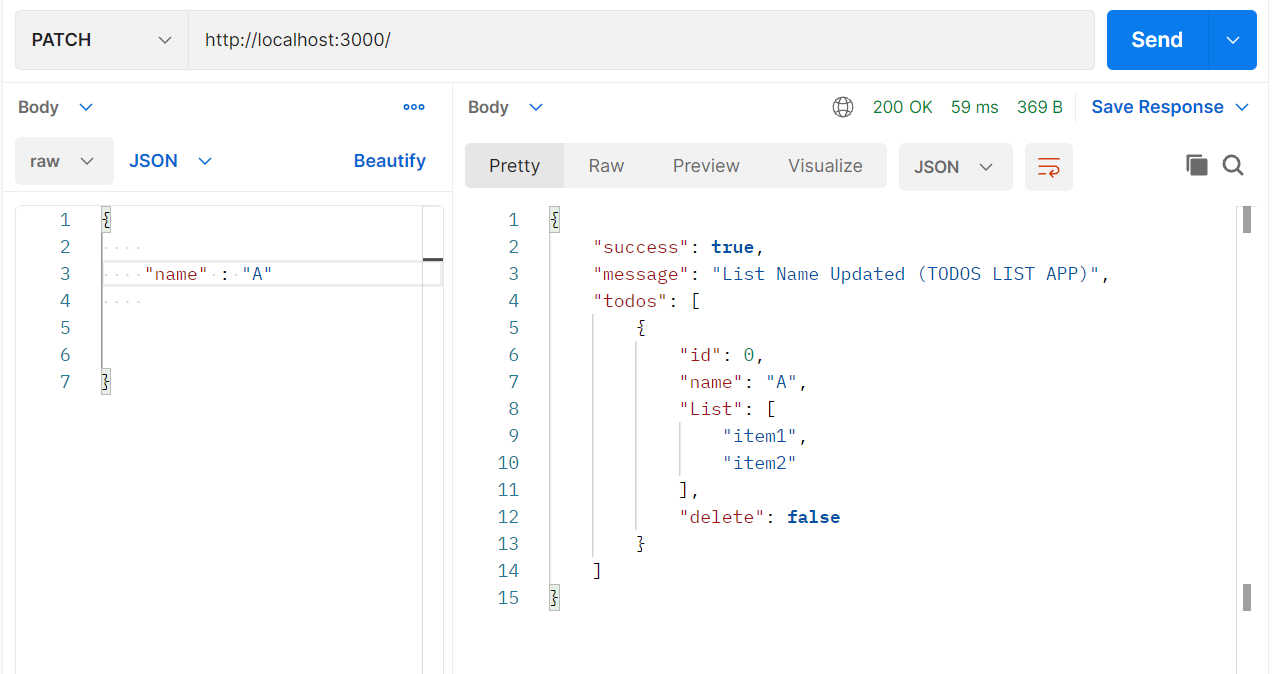 PATCH http://localhost:3000/ Send
Body
raw JSON Beautify
1 {
2
3 "name" : "A"
4
5
6
7 }
Body 200 OK 59 ms 369 B Save Response
Pretty Raw Preview Visualize JSON
1 {
2 "success": true,
3 "message": "List Name Updated (TODOS LIST APP)",
4 "todos": [
5 {
6 "id": 0,
7 "name": "A",
8 "List": [
9 "item1",
10 "item2"
11 ],
12 "delete": false
13 }
14 ]
15 }